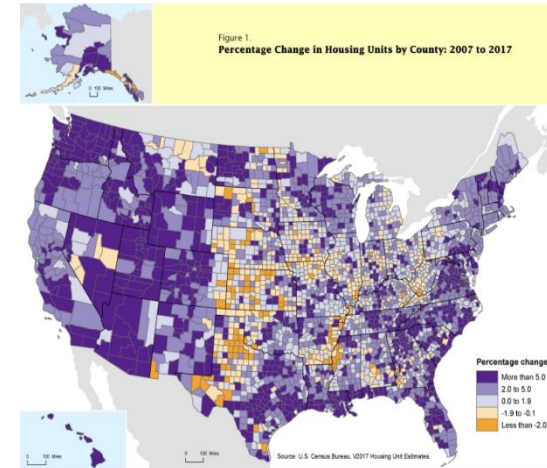 Figure 1.
Percentage Change in Housing Units by County: 2007 to 2017
0 100 Miles
Percentage change
More than 5.0
2.0 to 5.0
0.0 to 1.9
-1.9 to -0.1
Less than -2.0
0 100 Miles
0 100 Miles
Source: U.S. Census Bureau, V2017 Housing Unit Estimates.